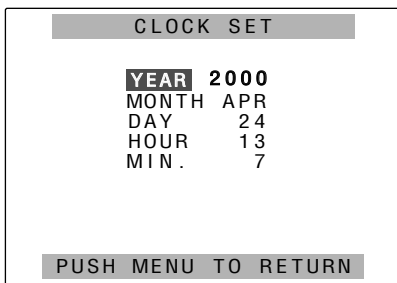 CLOCK SET
YEAR 2000
MONTH APR
DAY 24
HOUR 13
MIN. 7
PUSH MENU TO RETURN